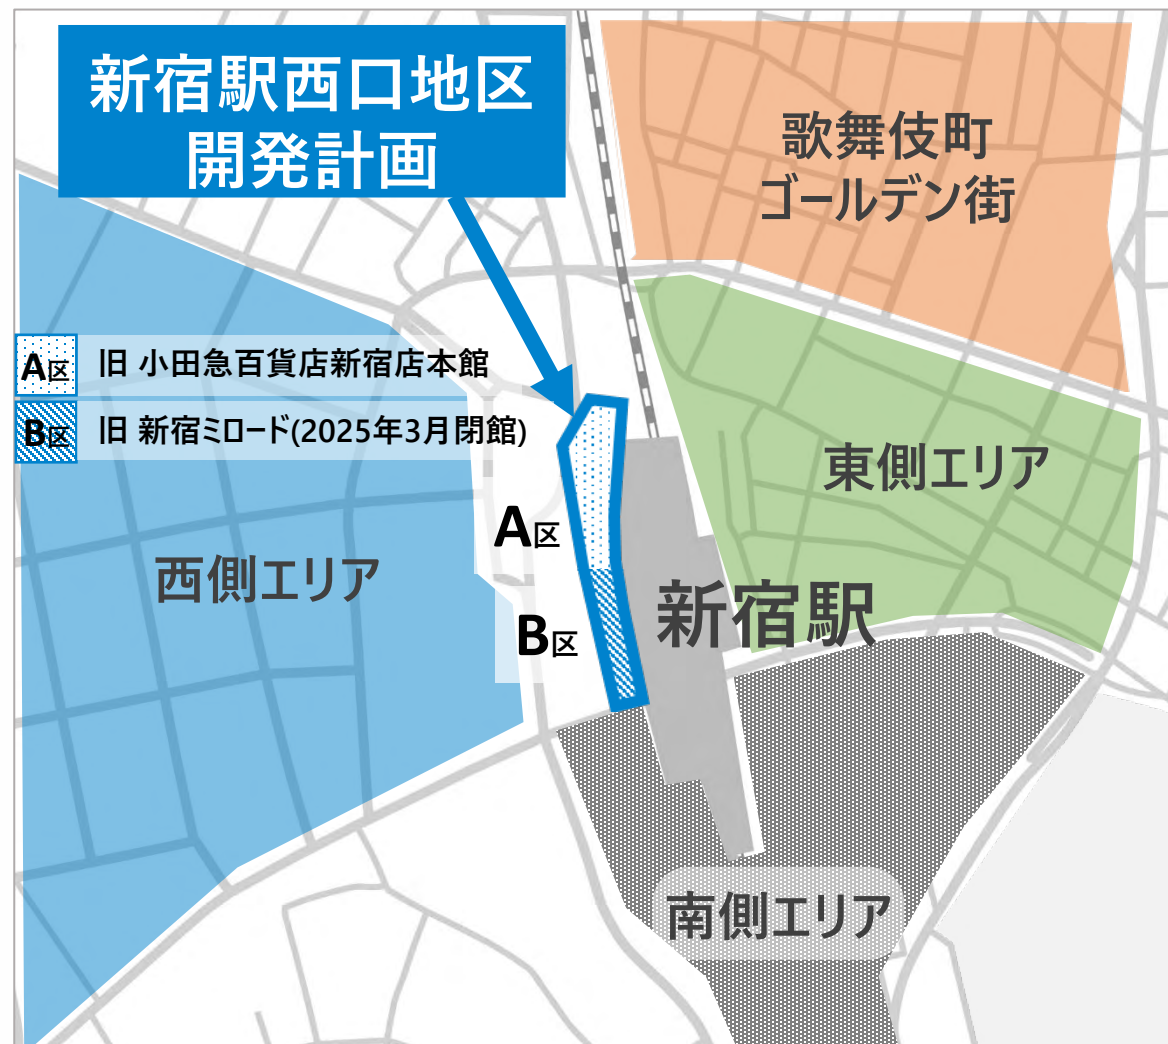 新宿駅西口地区
開発計画
歌舞伎町
ゴールデン街
A区 旧 小田急百貨店新宿店本館
B区 旧 新宿ミロード(2025年3月閉館)
東側エリア
A区
西側エリア
新宿駅
B区
南側エリア